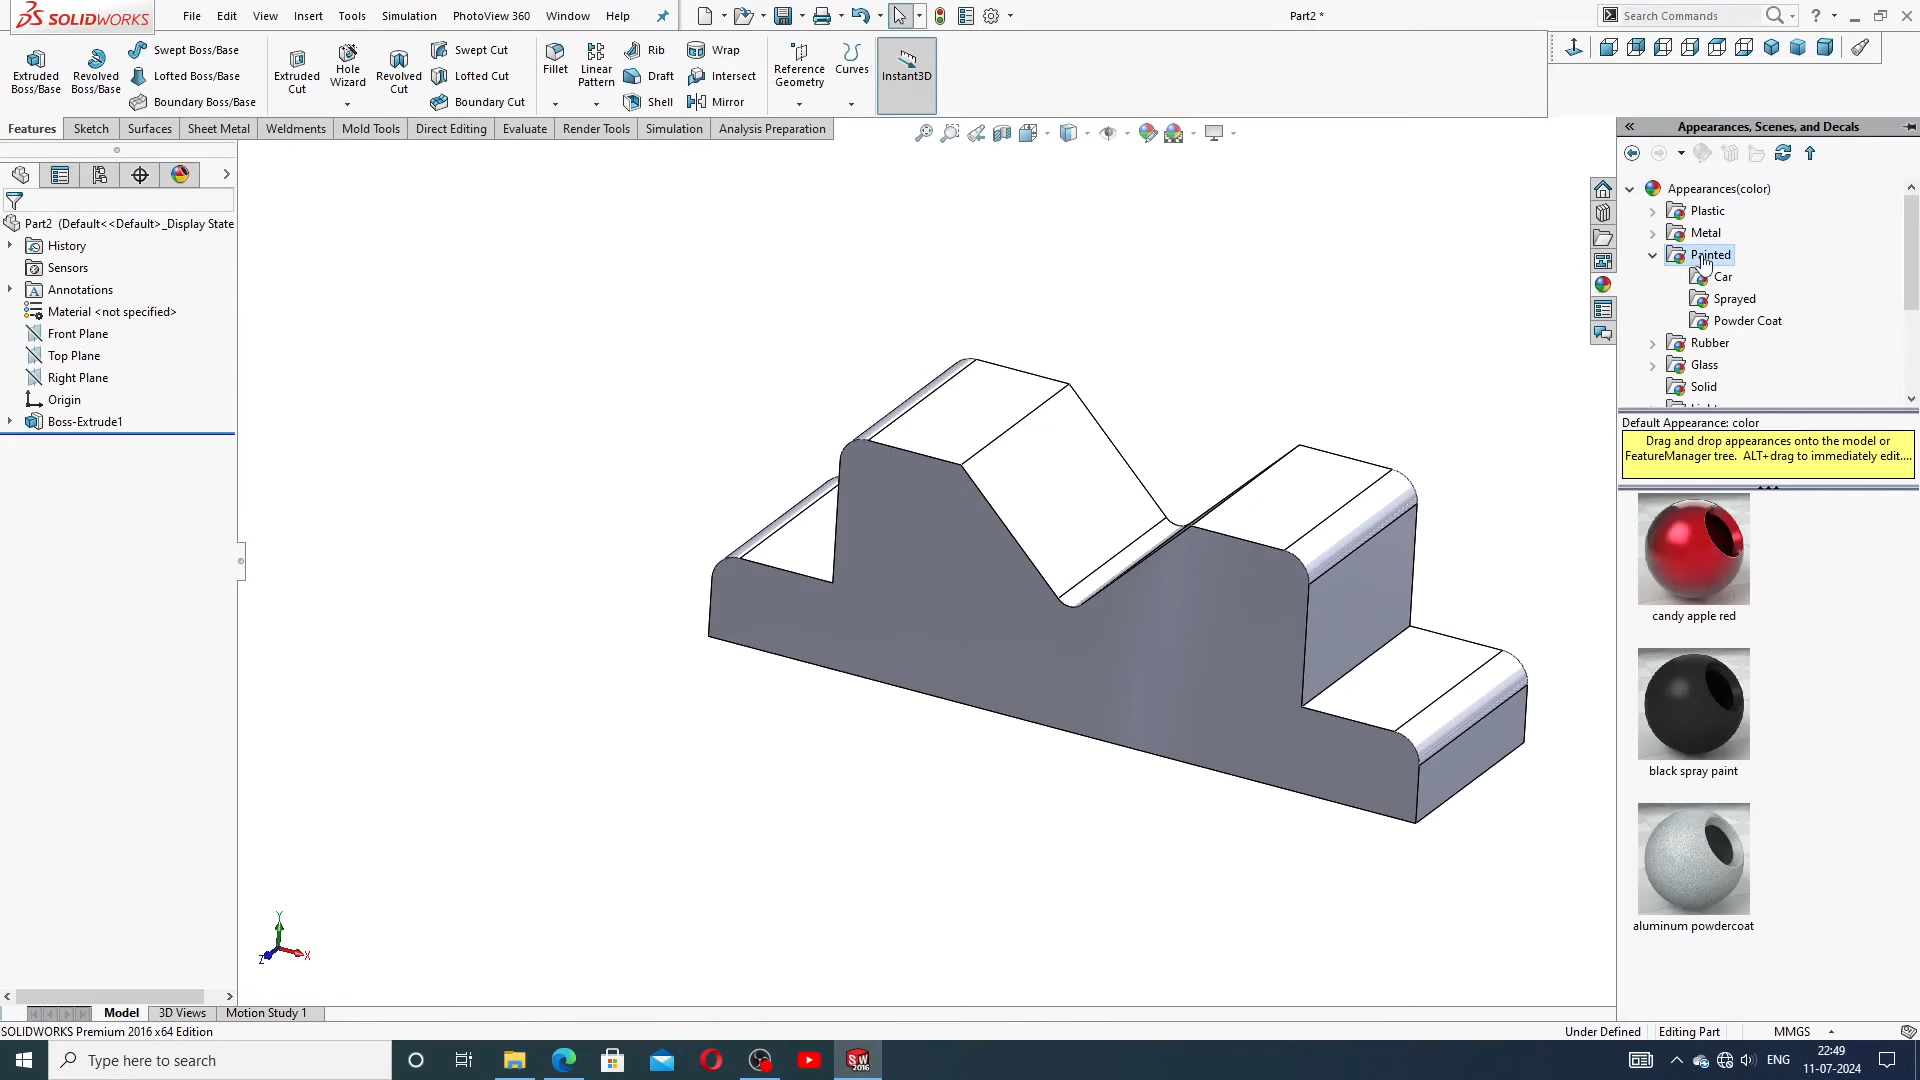 SOLIDWORKS
File Edit View Insert Tools Simulation PhotoView 360 Window Help
Part2 *
Search Commands
Extruded Boss/Base
Revolved Boss/Base
Swept Boss/Base
Lofted Boss/Base
Boundary Boss/Base
Extruded Cut
Hole Wizard
Revolved Cut
Swept Cut
Lofted Cut
Boundary Cut
Fillet
Linear Pattern
Rib
Draft
Shell
Wrap
Intersect
Mirror
Reference Geometry
Curves
Instant3D
Features Sketch Surfaces Sheet Metal Weldments Mold Tools Direct Editing Evaluate Render Tools Simulation Analysis Preparation
Part2 (Default<<Default>_Display State
History
Sensors
Annotations
Material <not specified>
Front Plane
Top Plane
Right Plane
Origin
Boss-Extrude1
Appearances, Scenes, and Decals
Appearances(color)
Plastic
Metal
Painted
Car
Sprayed
Powder Coat
Rubber
Glass
Solid
Default Appearance: color
Drag and drop appearances onto the model or
FeatureManager tree. ALT+drag to immediately edit....
candy apple red
black spray paint
aluminum powdercoat
Y
X
Z
Model 3D Views Motion Study 1
SOLIDWORKS Premium 2016 x64 Edition
Under Defined Editing Part MMGS
Type here to search
SW
2016
ENG
22:49
11-07-2024